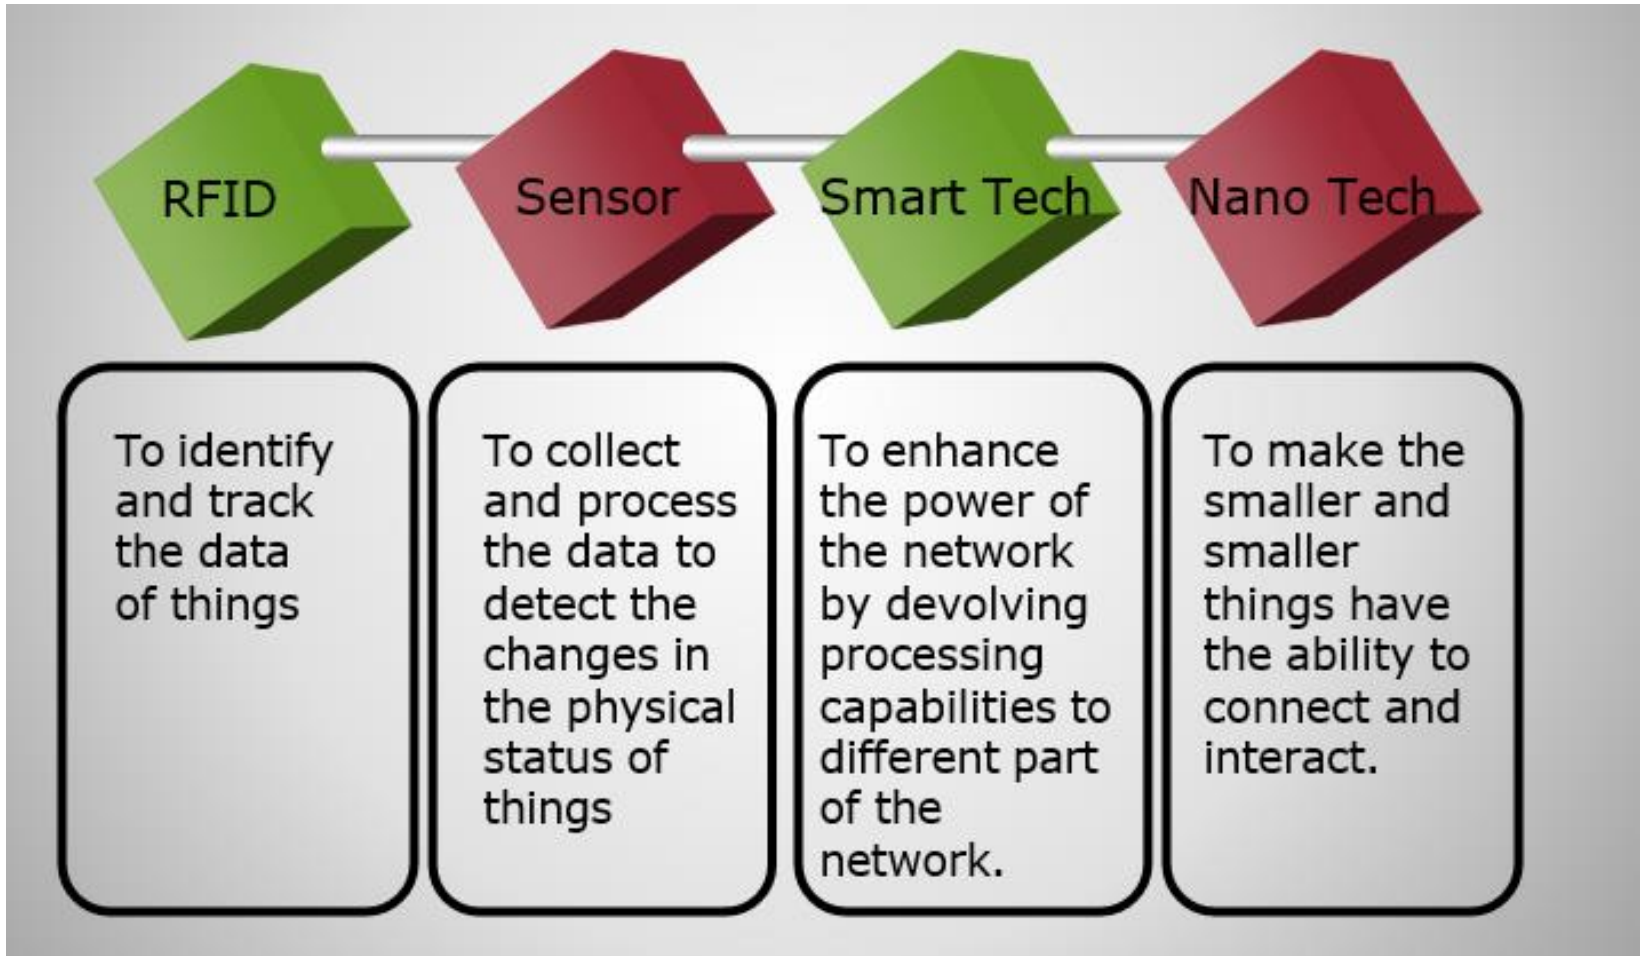 RFID
Sensor
Smart Tech
Nano Tech
To identify
and track
the data
of things
To collect
and process
the data to
detect the
changes in
the physical
status of
things
To enhance
the power of
the network
by devolving
processing
capabilities to
different part
of the
network.
To make the
smaller and
smaller
things have
the ability to
connect and
interact.